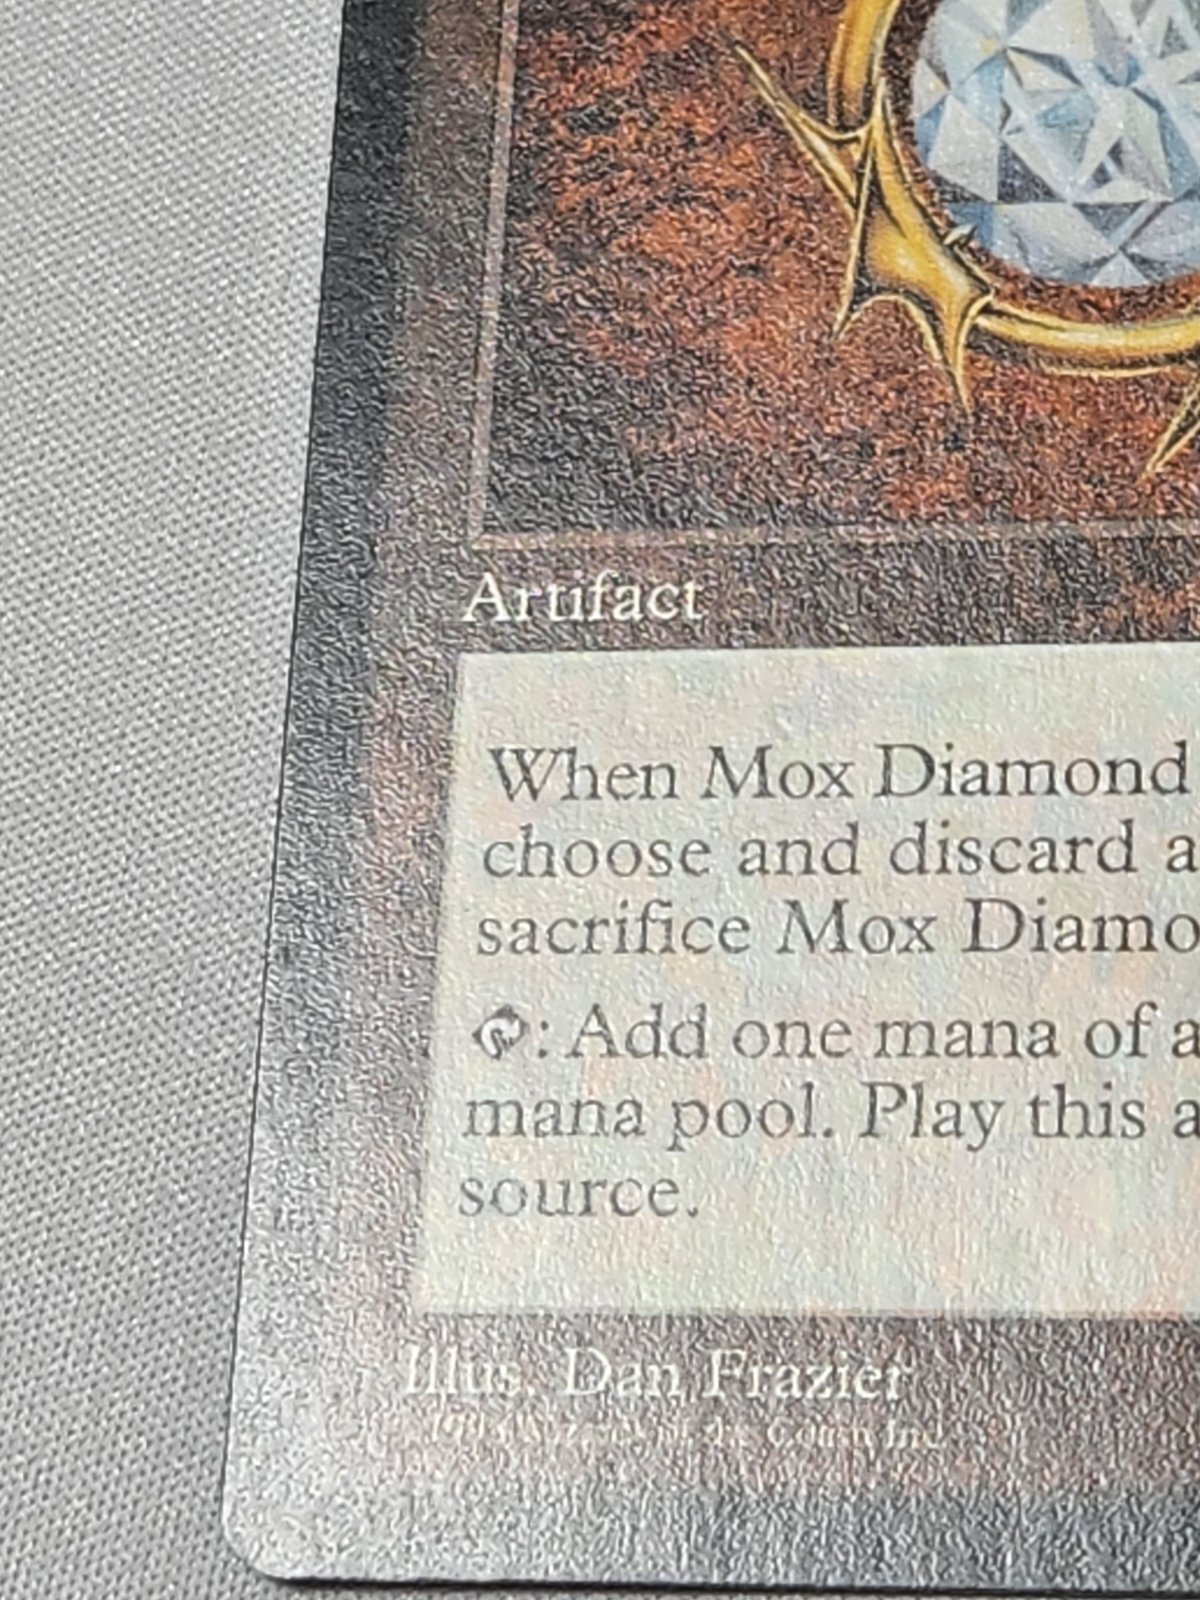 Artifact
When Mox Diamond
choose and discard a
sacrifice Mox Diamo
: Add one mana of a
mana pool. Play this a
source.
Illus. Dan Frazier